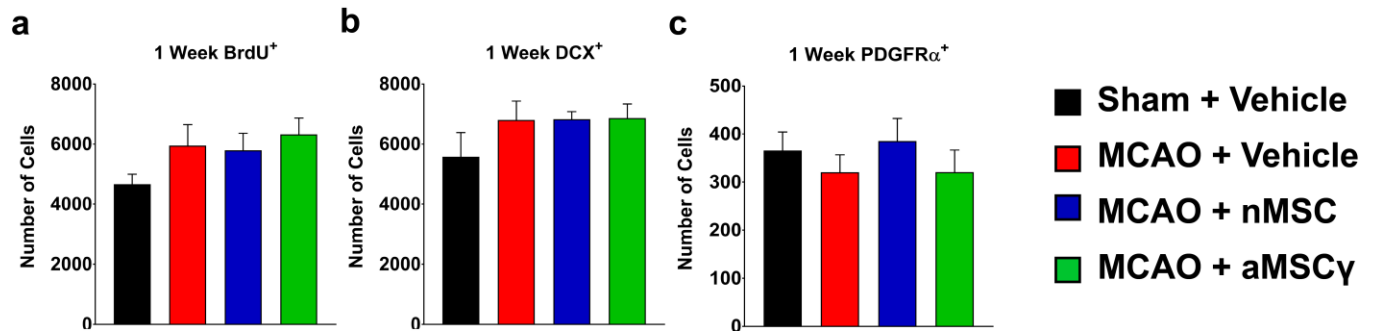 a
1 Week BrdU+
Number of Cells
8000
6000
4000
2000
0
b
1 Week DCX+
Number of Cells
8000
6000
4000
2000
0
c
1 Week PDGFRα+
Number of Cells
500
400
300
200
100
0
Sham + Vehicle
MCAO + Vehicle
MCAO + nMSC
MCAO + aMSCγ